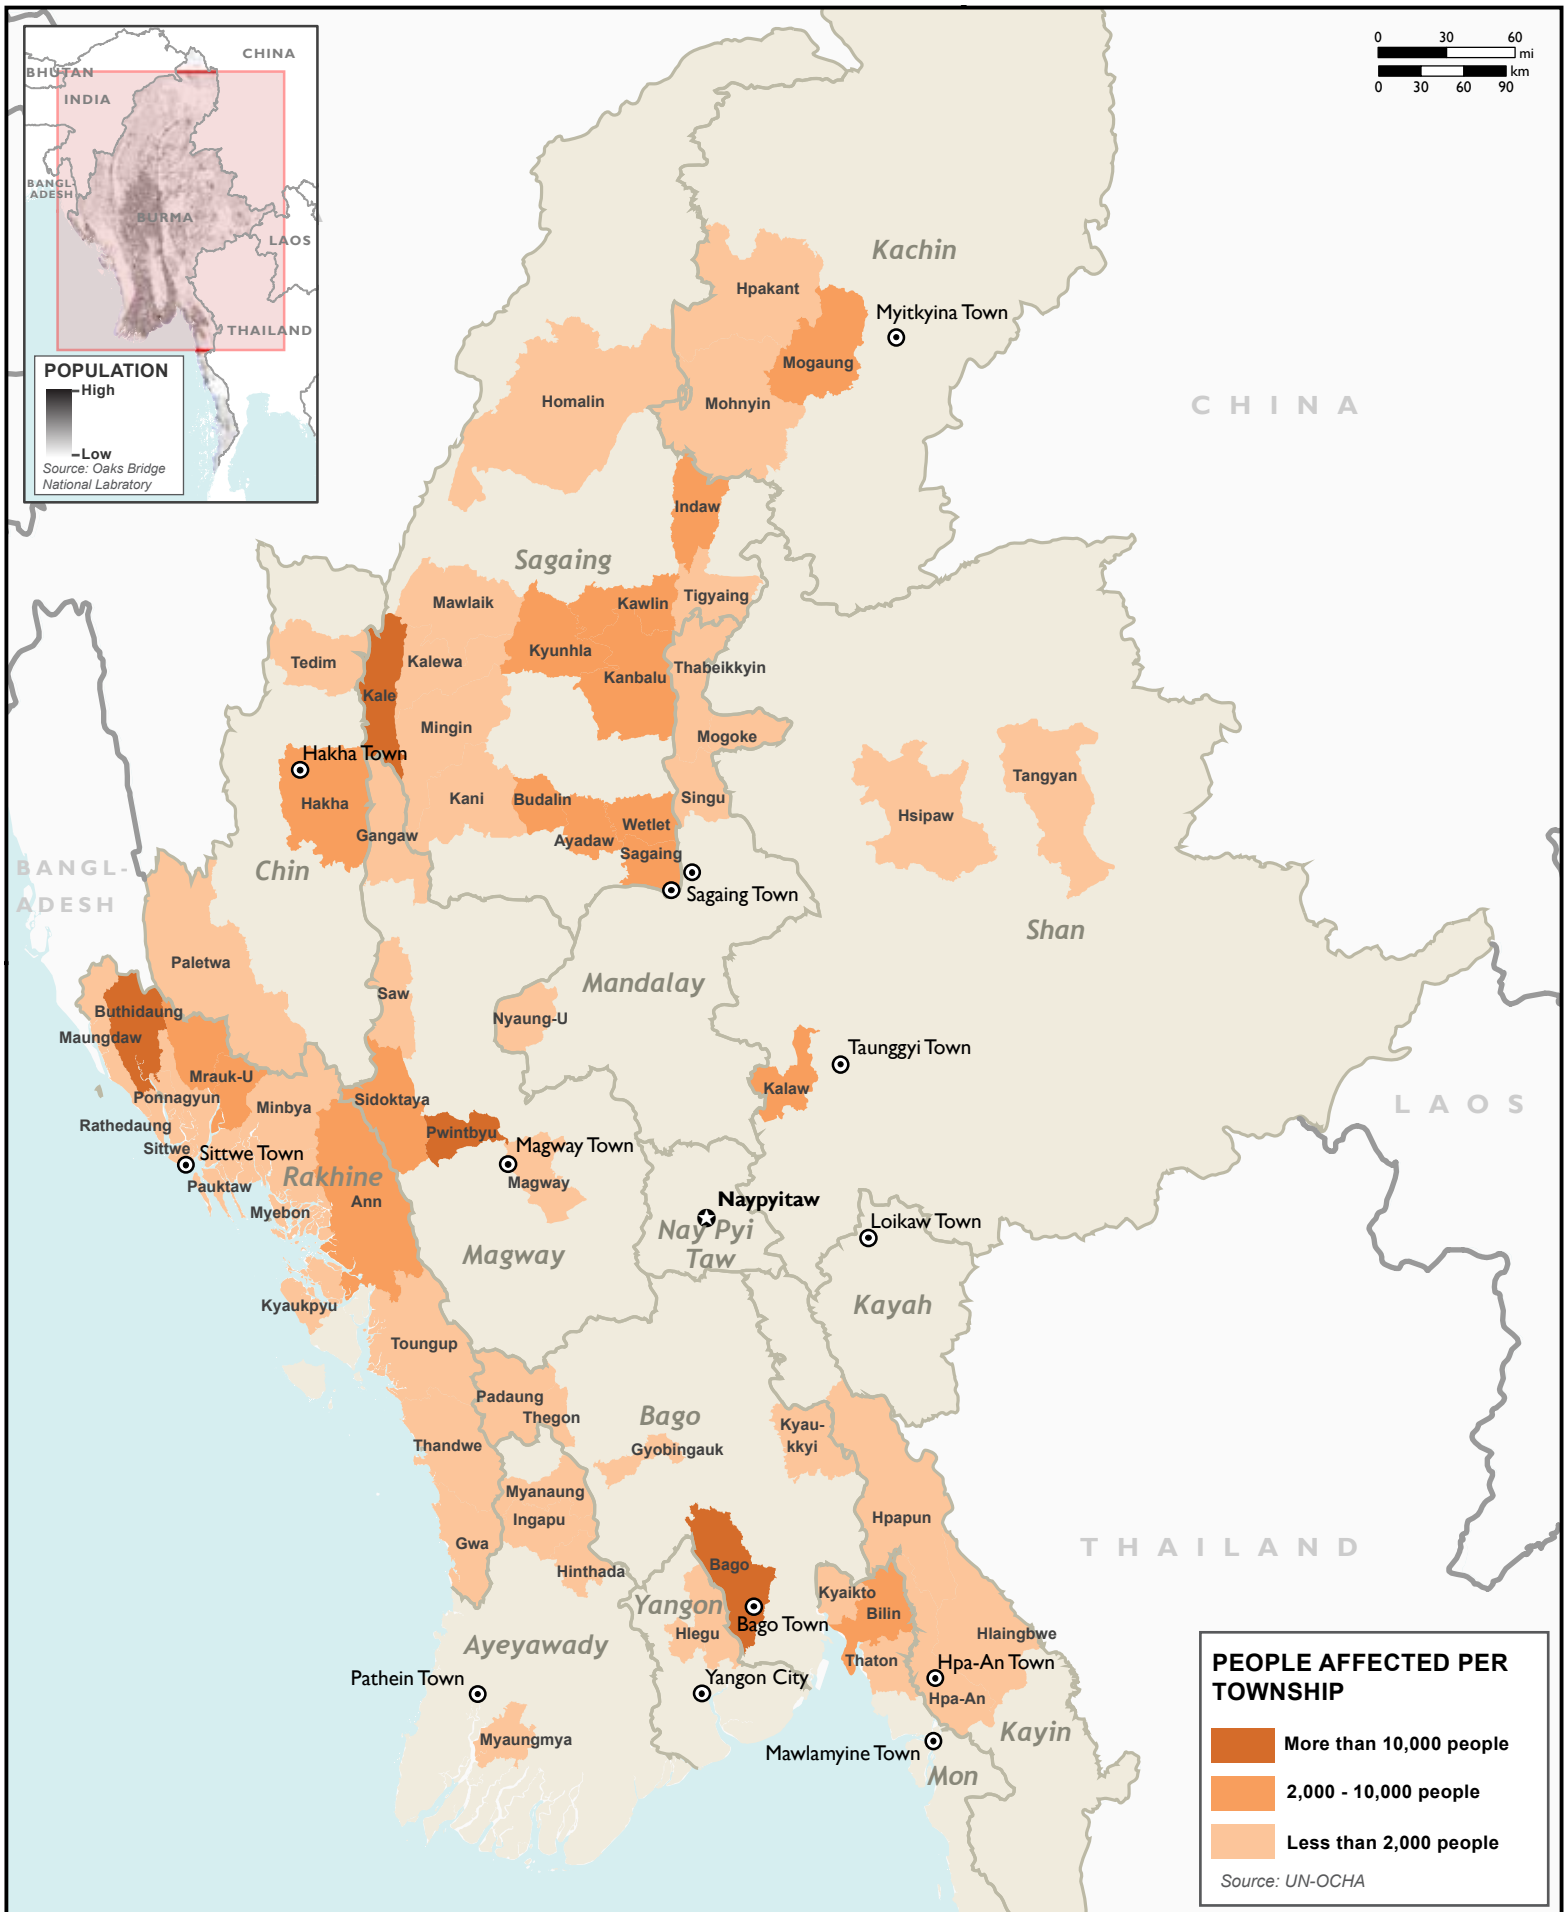 CHINA
BHUTAN
INDIA
BANGL-
ADESH
BURMA
LAOS
THAILAND
POPULATION
High
Low
Source: Oaks Bridge
National Labratory
0 30 60
mi
km
0 30 60 90
Kachin
Hpakant
Myitkyina Town
Mogaung
Homalin
Mohnyin
CHINA
Indaw
Sagaing
Mawlaik
Kawlin
Tigyaing
Tedim
Kalewa
Kyunhla
Kanbalu
Thabeikkyin
Kale
Mingin
Mogoke
Hakha Town
Hakha
Kani
Budalin
Singu
Tangyan
Hsipaw
Gangaw
Wetlet
Ayadaw
Sagaing
Chin
BANGL-
ADESH
Sagaing Town
Shan
Paletwa
Mandalay
Saw
Buthidaung
Nyaung-U
Maungdaw
Taunggyi Town
Mrauk-U
Kalaw
Ponnagyun
Minbya
Sidoktaya
LAOS
Rathedaung
Pwintbyu
Sittwe
Sittwe Town
Magway Town
Rakhine
Pauktaw
Magway
Ann
Naypyitaw
Myebon
Nay Pyi
Taw
Loikaw Town
Magway
Kayah
Kyaukpyu
Toungup
Padaung
Thegon
Bago
Kyau-
kkyi
Thandwe
Gyobingauk
Myanaung
Ingapu
Hpapun
Gwa
THAILAND
Hinthada
Bago
Kyaikto
Yangon
Bilin
Bago Town
Hlegu
Hlaingbwe
Ayeyawady
Thaton
Hpa-An Town
Pathein Town
Yangon City
Hpa-An
Kayin
Myaungmya
Mawlamyine Town
Mon
PEOPLE AFFECTED PER
TOWNSHIP
More than 10,000 people
2,000 - 10,000 people
Less than 2,000 people
Source: UN-OCHA